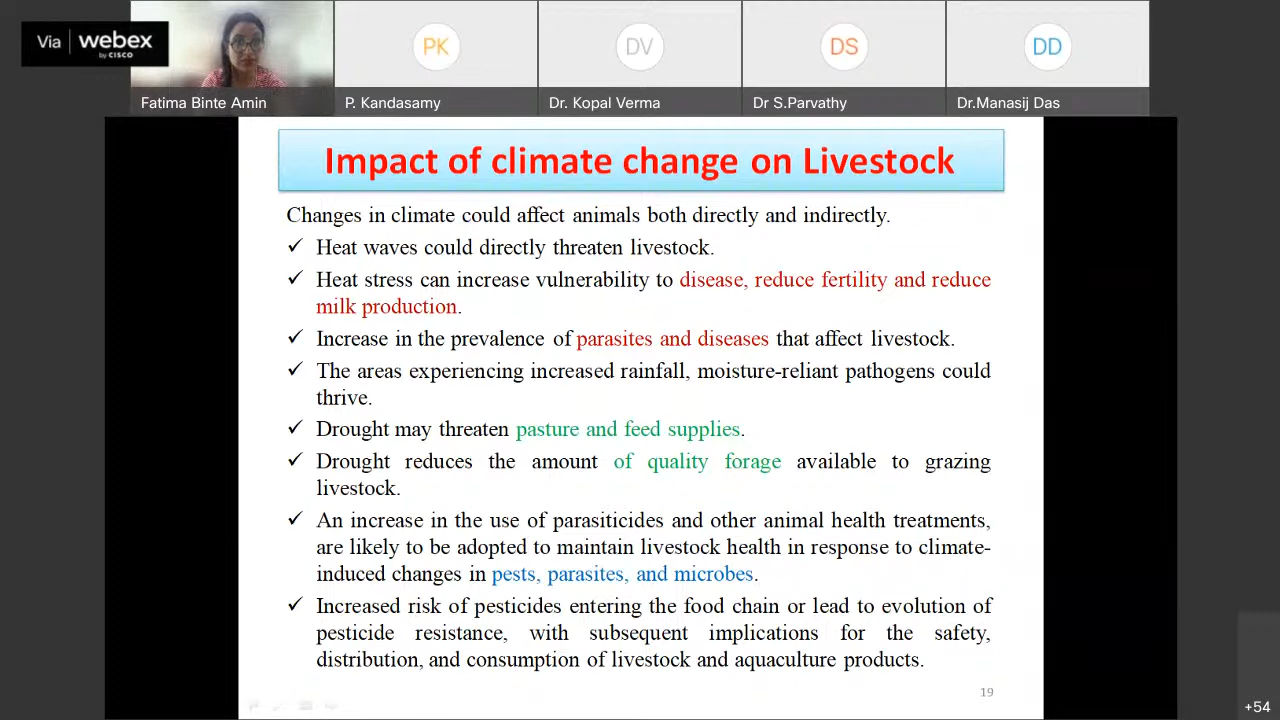 Via webex
by CISCO
PK
DV
DS
DD
Fatima Binte Amin
P. Kandasamy
Dr. Kopal Verma
Dr S.Parvathy
Dr.Manasij Das
Impact of climate change on Livestock
Changes in climate could affect animals both directly and indirectly.
✓ Heat waves could directly threaten livestock.
✓ Heat stress can increase vulnerability to disease, reduce fertility and reduce
milk production.
✓ Increase in the prevalence of parasites and diseases that affect livestock.
✓ The areas experiencing increased rainfall, moisture-reliant pathogens could
thrive.
✓ Drought may threaten pasture and feed supplies.
✓ Drought reduces the amount of quality forage available to grazing
livestock.
✓ An increase in the use of parasiticides and other animal health treatments,
are likely to be adopted to maintain livestock health in response to climate-
induced changes in pests, parasites, and microbes.
✓ Increased risk of pesticides entering the food chain or lead to evolution of
pesticide resistance, with subsequent implications for the safety,
distribution, and consumption of livestock and aquaculture products.
19
+54